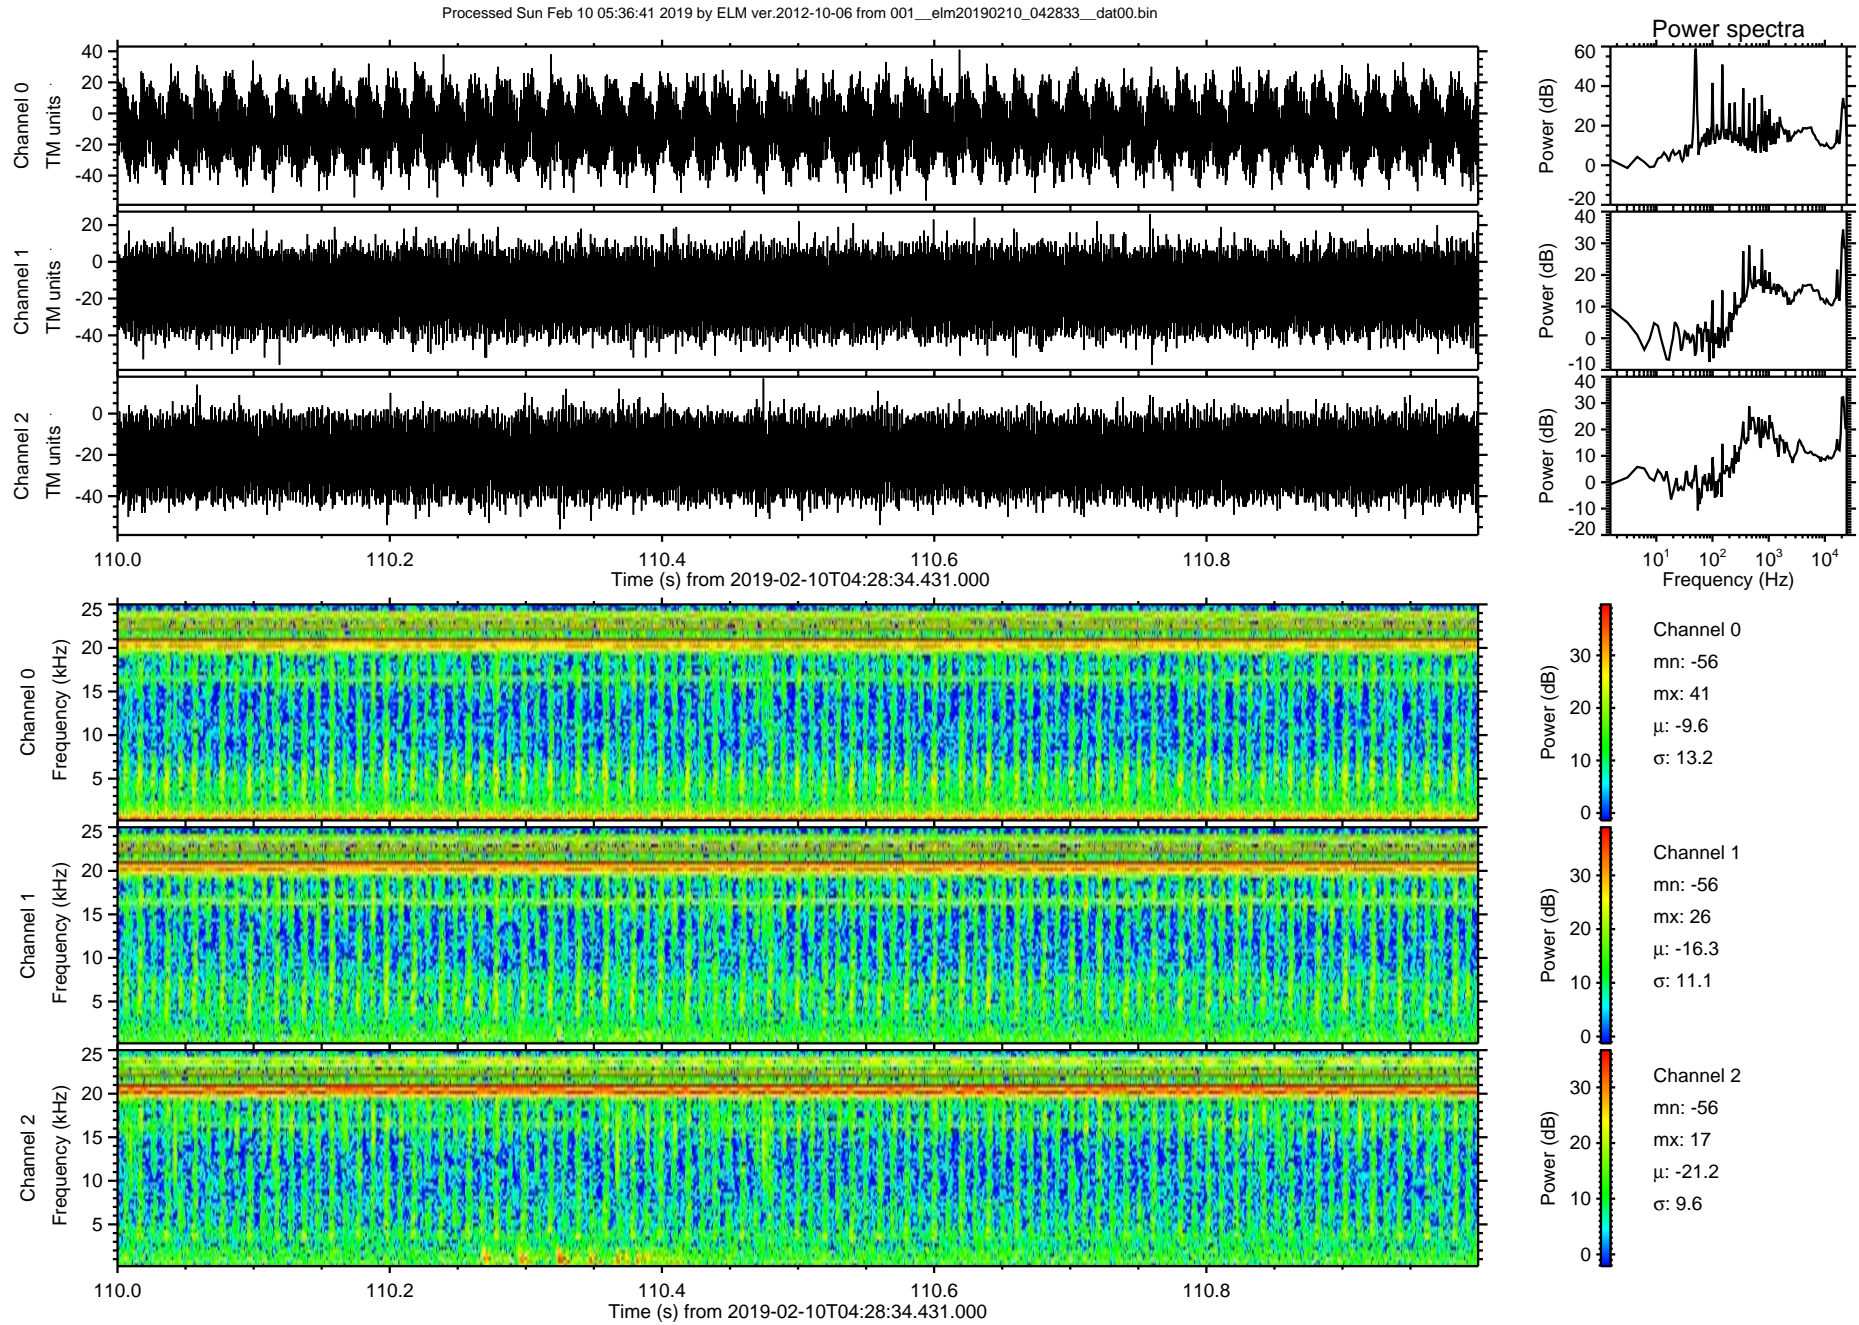 Processed Sun Feb 10 05:36:41 2019 by ELM ver.2012-10-06 from 001__elm20190210_042833__dat00.bin
Power spectra
Channel 0
TM units
40
20
0
-20
-40
Power (dB)
60
40
20
0
-20
Channel 1
TM units
20
0
-20
-40
Power (dB)
40
30
20
10
0
-10
Channel 2
TM units
0
-20
-40
Power (dB)
40
30
20
10
0
-10
-20
110.0 110.2 110.4 110.6 110.8
Time (s) from 2019-02-10T04:28:34.431.000
10^1 10^2 10^3 10^4
Frequency (Hz)
Channel 0
Frequency (kHz)
25
20
15
10
5
Power (dB)
30
20
10
0
Channel 0
mn: -56
mx: 41
μ: -9.6
σ: 13.2
Channel 1
Frequency (kHz)
25
20
15
10
5
Power (dB)
30
20
10
0
Channel 1
mn: -56
mx: 26
μ: -16.3
σ: 11.1
Channel 2
Frequency (kHz)
25
20
15
10
5
Power (dB)
30
20
10
0
Channel 2
mn: -56
mx: 17
μ: -21.2
σ: 9.6
110.0 110.2 110.4 110.6 110.8
Time (s) from 2019-02-10T04:28:34.431.000